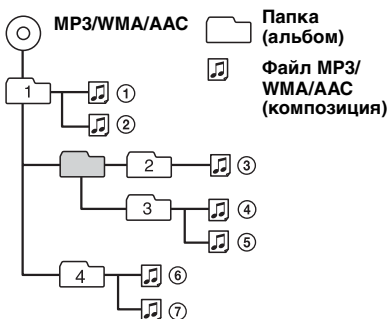 MP3/WMA/AAC
Папка
(альбом)
Файл MP3/
WMA/AAC
(композиция)
1
①
②
2
③
3
④
⑤
4
⑥
⑦